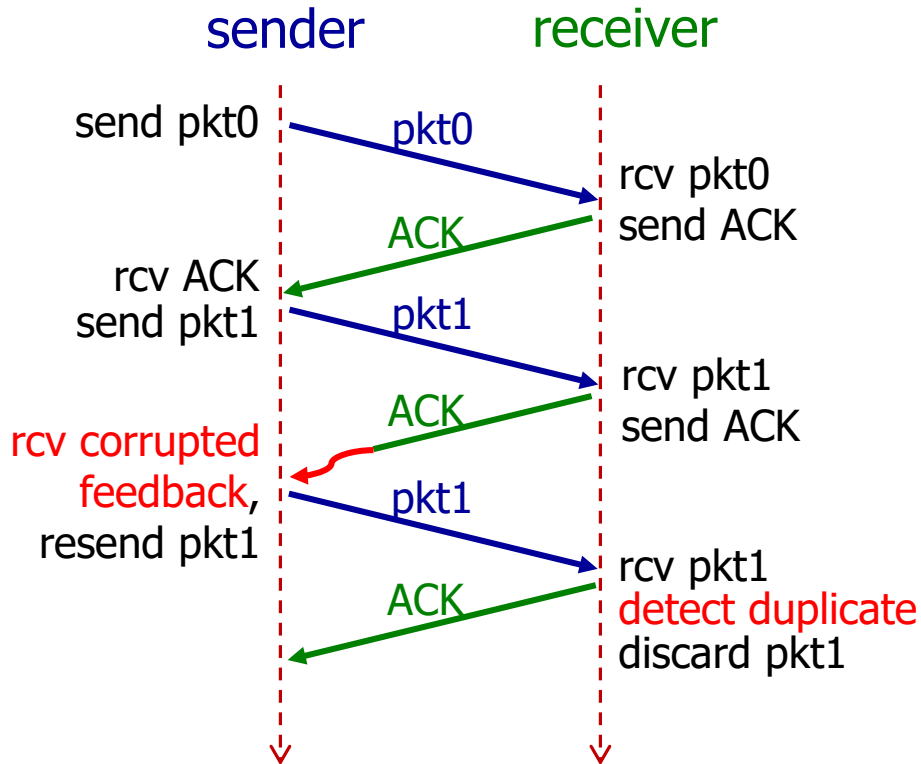 sender receiver
send pkt0
pkt0
rcv pkt0
send ACK
ACK
rcv ACK
send pkt1
pkt1
rcv pkt1
send ACK
ACK
rcv corrupted
feedback,
resend pkt1
pkt1
rcv pkt1
detect duplicate
discard pkt1
ACK